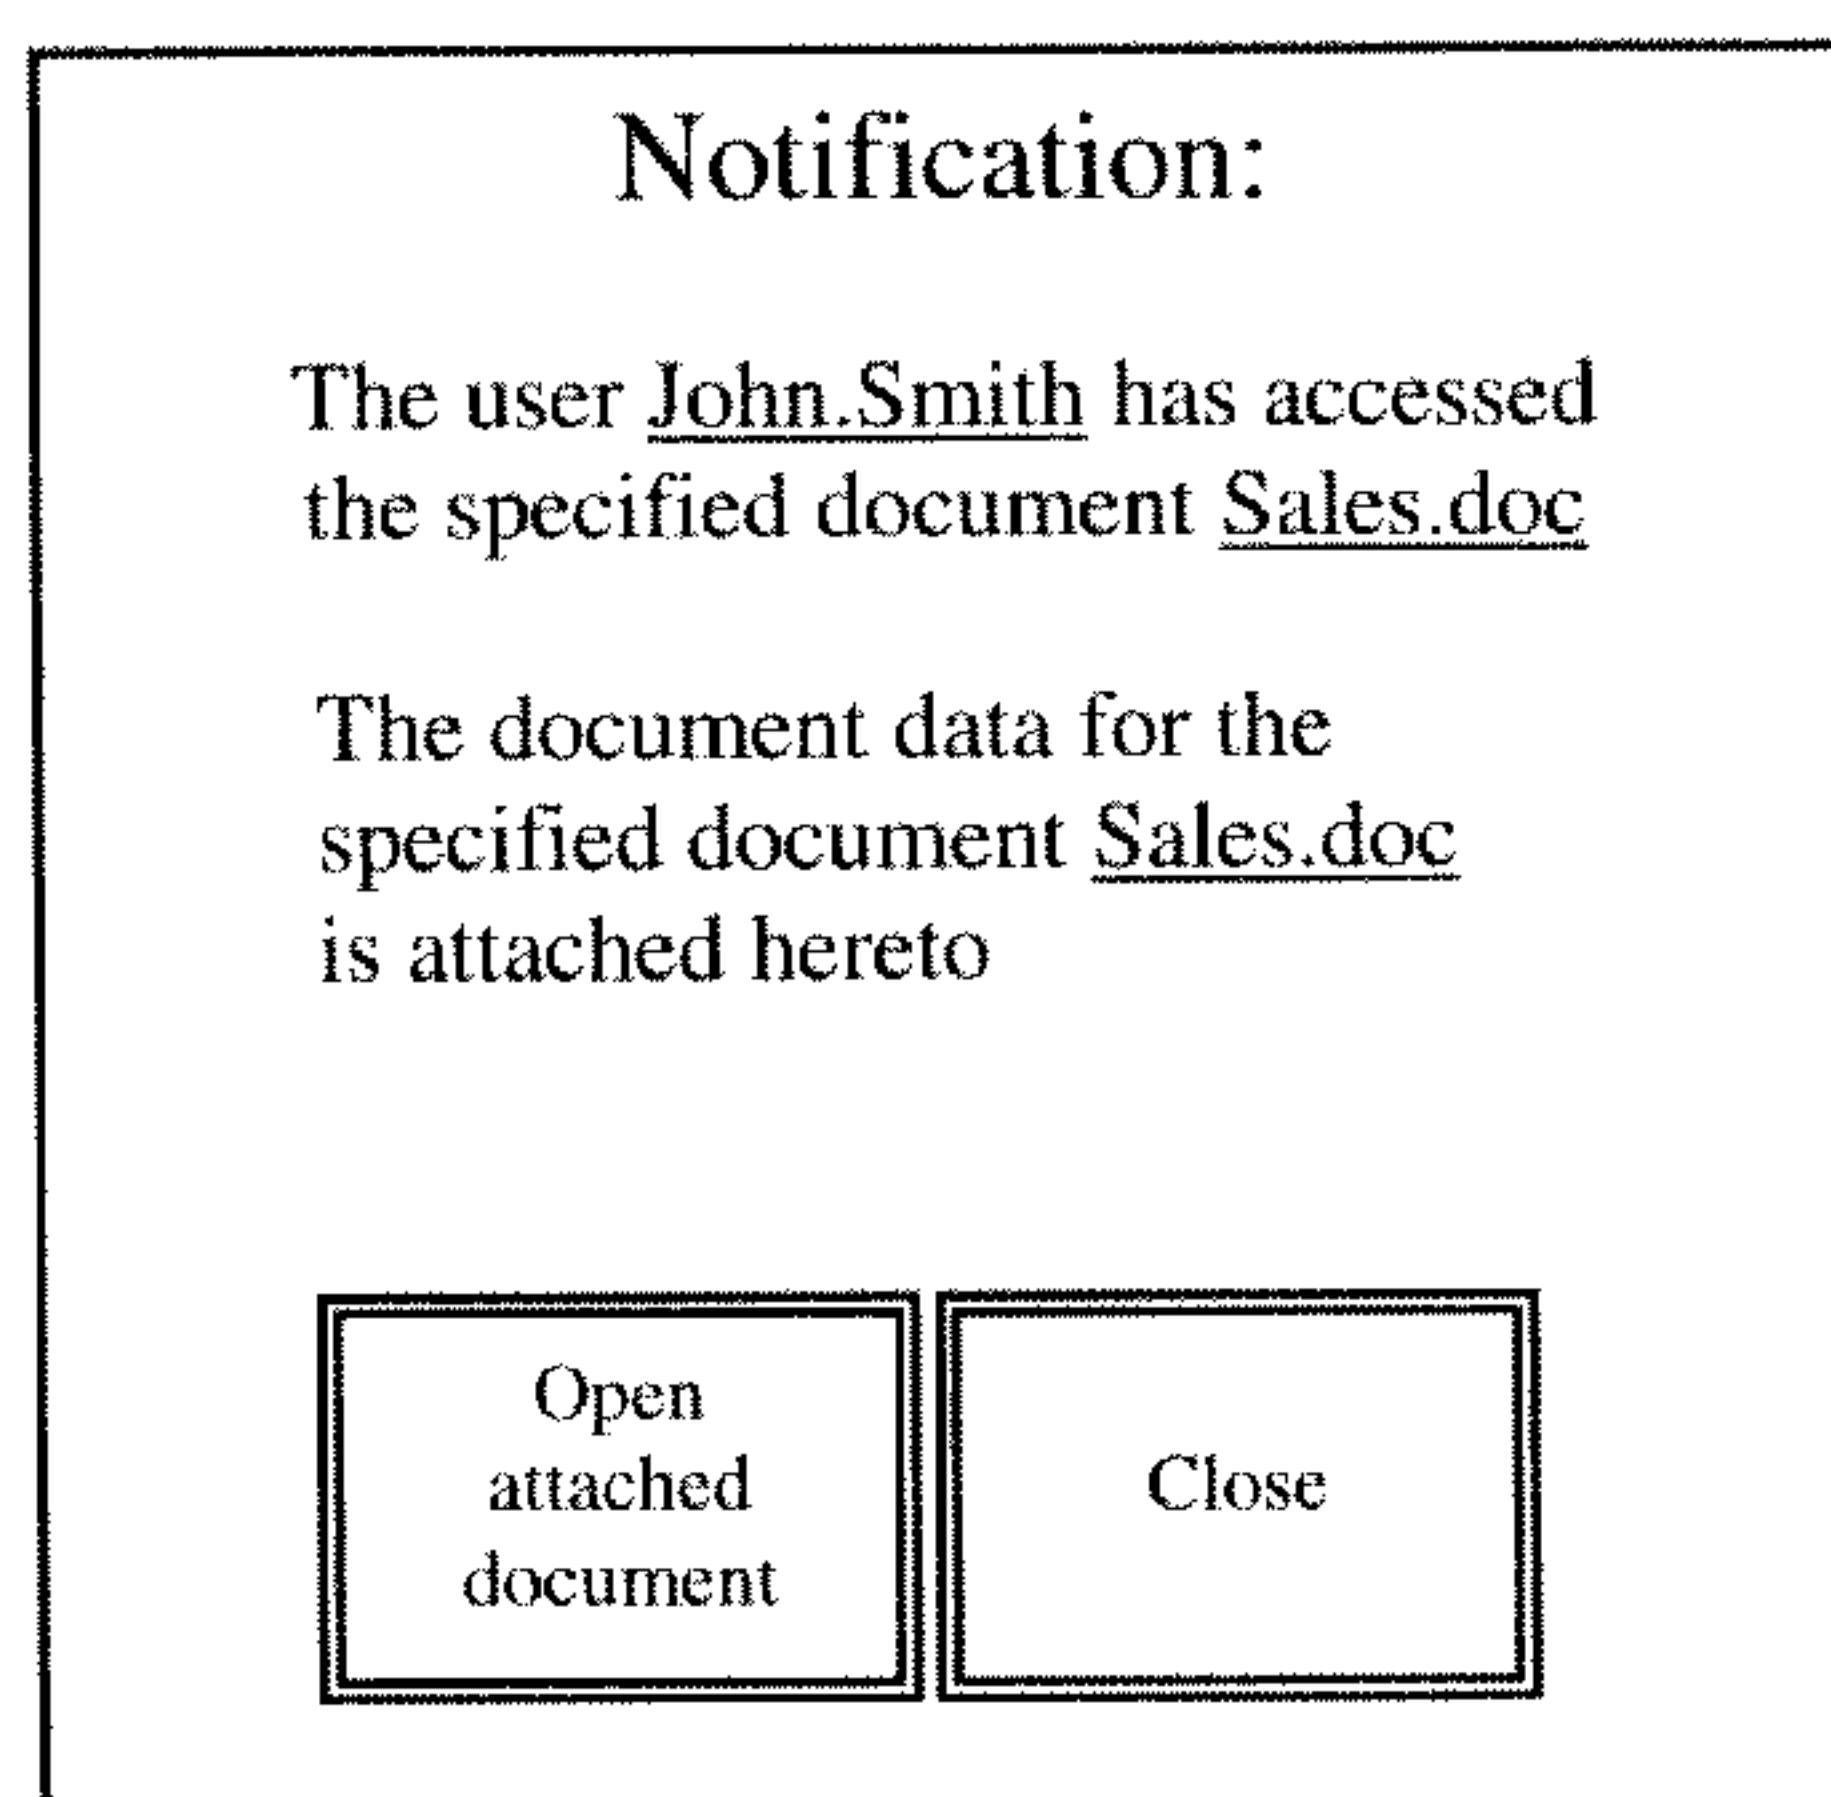 Notification:
The user John.Smith has accessed
the specified document Sales.doc
The document data for the
specified document Sales.doc
is attached hereto
Open
attached
document
Close